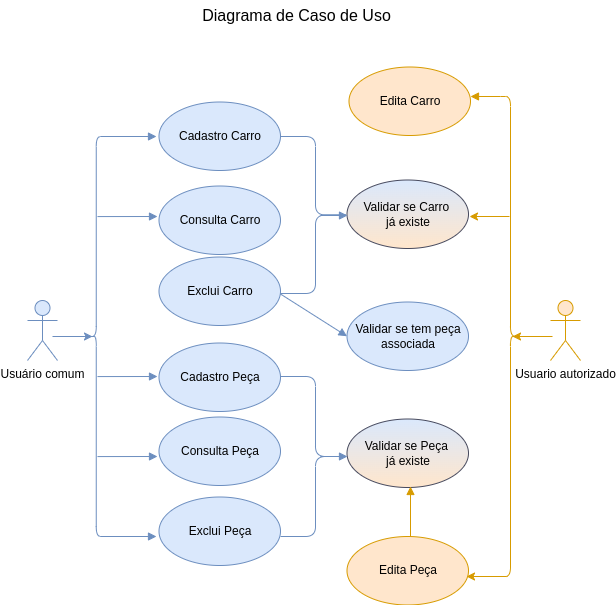 Diagrama de Caso de Uso
Edita Carro
Cadastro Carro
Validar se Carro
já existe
Consulta Carro
Exclui Carro
Validar se tem peça
associada
Usuário comum
Usuario autorizado
Cadastro Peça
Validar se Peça
já existe
Consulta Peça
Exclui Peça
Edita Peça